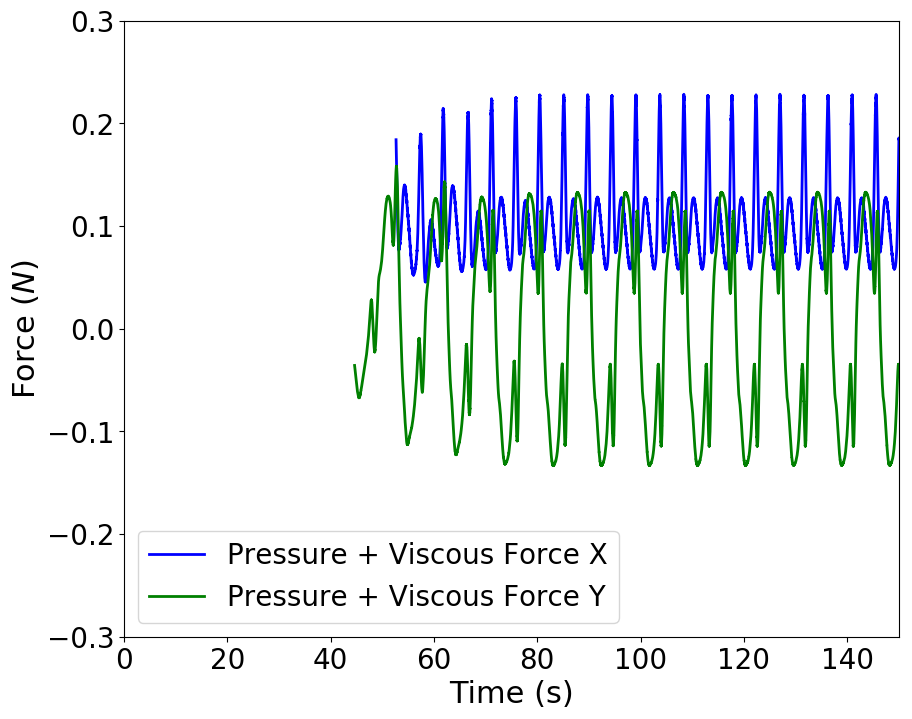 0.3
0.2
0.1
0.0
−0.1
−0.2
−0.3
Force (N)
Pressure + Viscous Force X
Pressure + Viscous Force Y
0 20 40 60 80 100 120 140
Time (s)